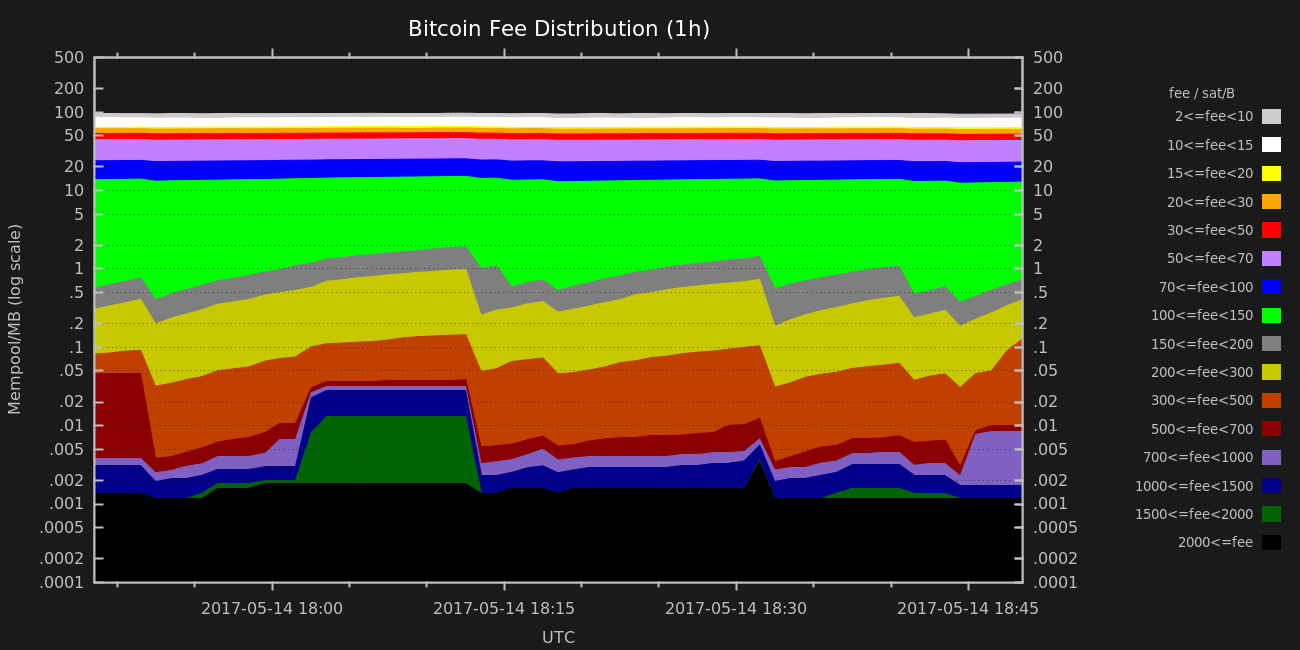 Bitcoin Fee Distribution (1h)
500 500
200 200
100 100
50 50
20 20
10 10
5 5
2 2
1 1
.5 .5
.2 .2
.1 .1
.05 .05
.02 .02
.01 .01
.005 .005
.002 .002
.001 .001
.0005 .0005
.0002 .0002
.0001 .0001
Mempool/MB (log scale)
2017-05-14 18:00 2017-05-14 18:15 2017-05-14 18:30 2017-05-14 18:45
UTC
fee / sat/B
2<=fee<10
10<=fee<15
15<=fee<20
20<=fee<30
30<=fee<50
50<=fee<70
70<=fee<100
100<=fee<150
150<=fee<200
200<=fee<300
300<=fee<500
500<=fee<700
700<=fee<1000
1000<=fee<1500
1500<=fee<2000
2000<=fee